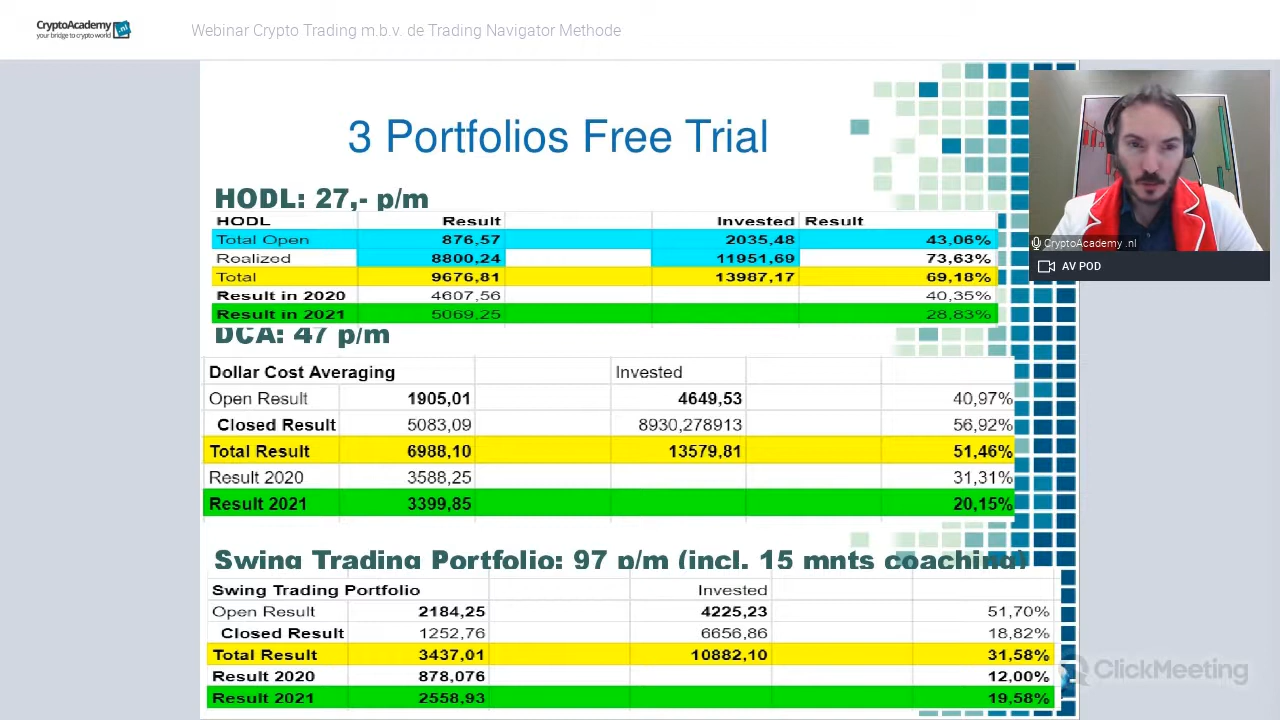 CryptoAcademy .nl
your bridge to crypto world
Webinar Crypto Trading m.b.v. de Trading Navigator Methode
3 Portfolios Free Trial
HODL: 27,- p/m
HODL Result Invested Result
Total Open 876,57 2035,48 43,06%
Realized 8800,24 11951,69 73,63%
Total 9676,81 13987,17 69,18%
Result in 2020 4607,56 40,35%
Result in 2021 5069,25 28,83%
DCA: 47 p/m
Dollar Cost Averaging Invested
Open Result 1905,01 4649,53 40,97%
Closed Result 5083,09 8930,278913 56,92%
Total Result 6988,10 13579,81 51,46%
Result 2020 3588,25 31,31%
Result 2021 3399,85 20,15%
Swing Trading Portfolio: 97 p/m (incl. 15 mnts coaching)
Swing Trading Portfolio Invested
Open Result 2184,25 4225,23 51,70%
Closed Result 1252,76 6656,86 18,82%
Total Result 3437,01 10882,10 31,58%
Result 2020 878,076 12,00%
Result 2021 2558,93 19,58%
CryptoAcademy .nl
AV POD
ClickMeeting